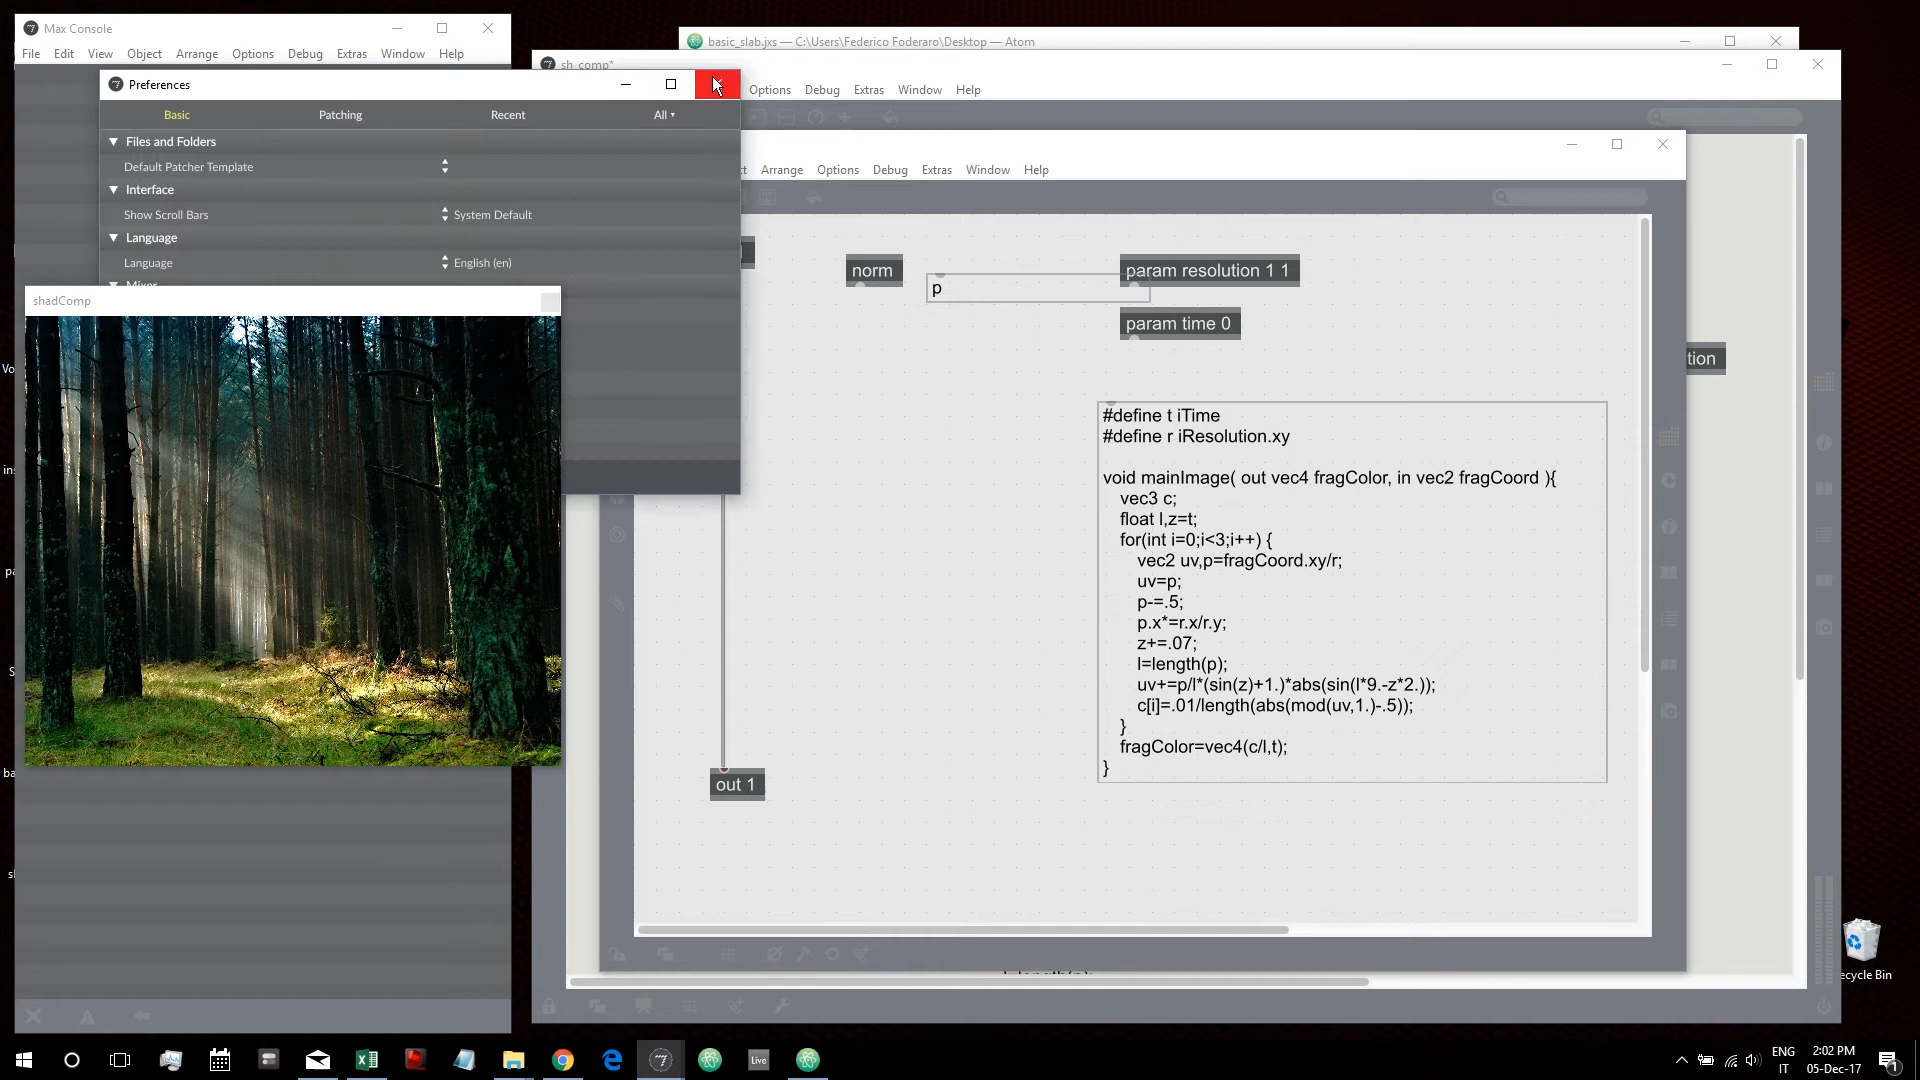 Max Console
File Edit View Object Arrange Options Debug Extras Window Help
basic_slab.jxs — C:\Users\Federico Foderaro\Desktop — Atom
sh_comp*
Options Debug Extras Window Help
Preferences
Basic Patching Recent All
Files and Folders
Default Patcher Template
Interface
Show Scroll Bars System Default
Language
Language English (en)
Mixer
shadComp
Arrange Options Debug Extras Window Help
norm
p
param resolution 1 1
param time 0
tion
#define t iTime
#define r iResolution.xy
void mainImage( out vec4 fragColor, in vec2 fragCoord ){
vec3 c;
float l,z=t;
for(int i=0;i<3;i++) {
vec2 uv,p=fragCoord.xy/r;
uv=p;
p-=.5;
p.x*=r.x/r.y;
z+=.07;
l=length(p);
uv+=p/l*(sin(z)+1.)*abs(sin(l*9.-z*2.));
c[i]=.01/length(abs(mod(uv,1.)-.5));
}
fragColor=vec4(c/l,t);
}
out 1
ecycle Bin
Live
ENG
IT
2:02 PM
05-Dec-17
1